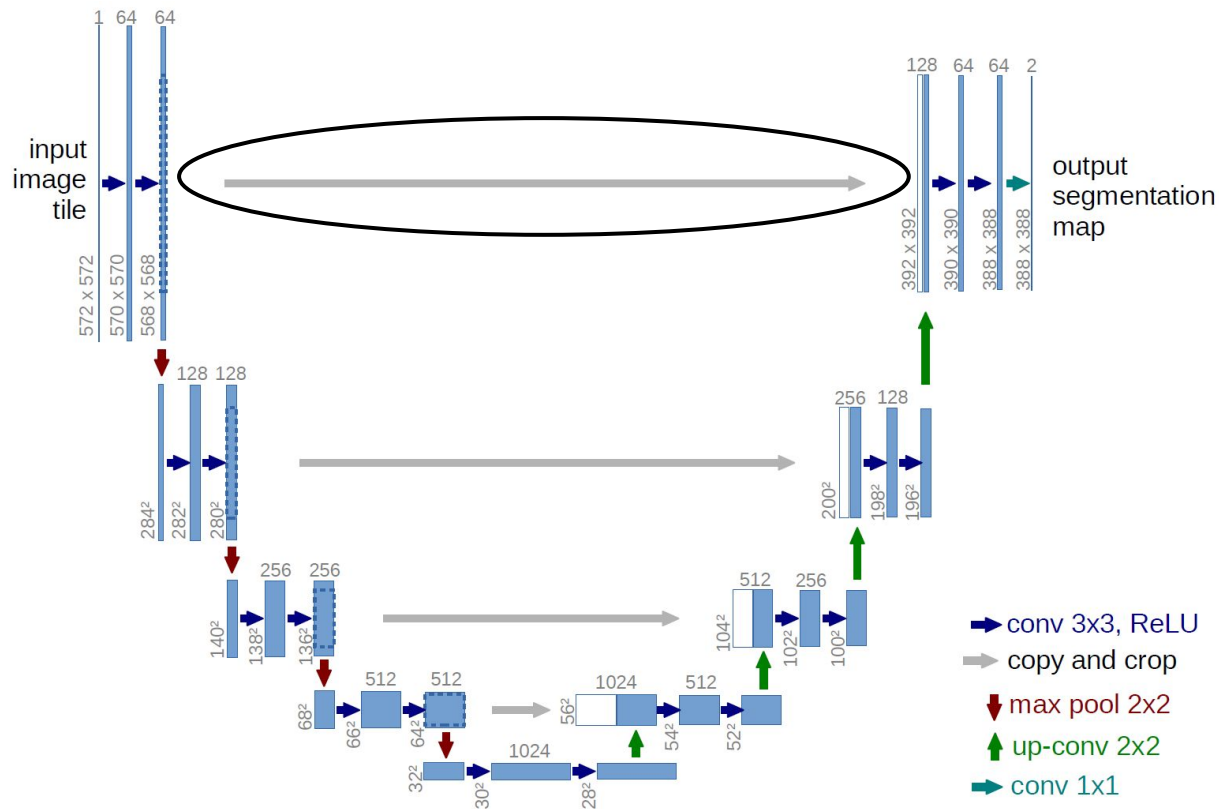 1 64 64
128 64 64 2
input
image
tile
output
segmentation
map
572 x 572
570 x 570
568 x 568
392 x 392
390 x 390
388 x 388
388 x 388
128 128
256 128
284²
282²
280²
200²
198²
196²
256 256
512 256
140²
138²
136²
104²
102²
100²
512 512
1024 512
68²
66²
64²
56²
54²
52²
1024
32²
30²
28²
conv 3x3, ReLU
copy and crop
max pool 2x2
up-conv 2x2
conv 1x1